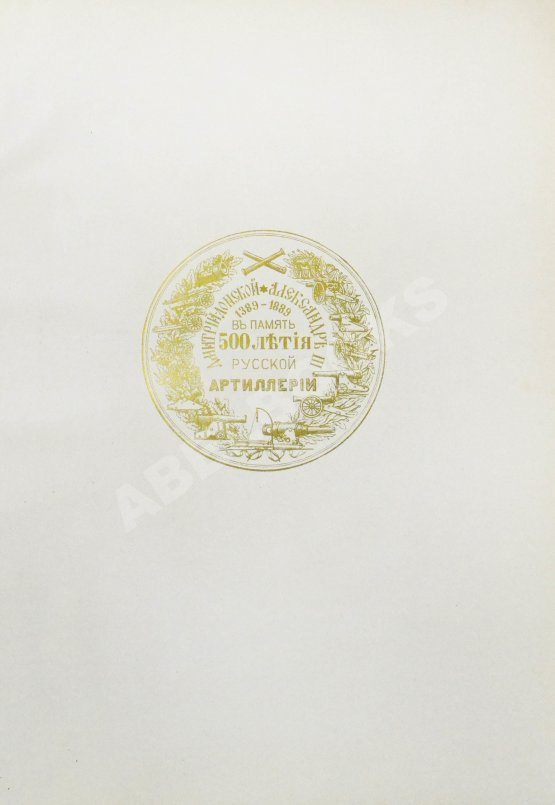 ДМИТРІЙ ДОНСКОЙ * АЛЕКСАНДРЪ III
1389 - 1889
ВЪ ПАМЯТЬ
500 ЛѢТІЯ
РУССКОЙ
АРТИЛЛЕРІИ